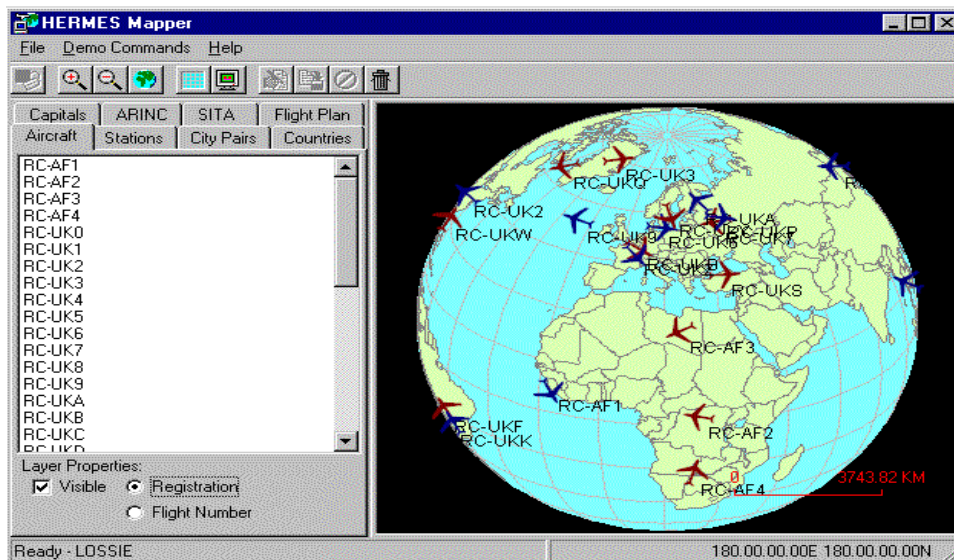 HERMES Mapper
File Demo Commands Help
Capitals ARINC SITA Flight Plan
Aircraft Stations City Pairs Countries
RC-AF1
RC-AF2
RC-AF3
RC-AF4
RC-UK0
RC-UK1
RC-UK2
RC-UK3
RC-UK4
RC-UK5
RC-UK6
RC-UK7
RC-UK8
RC-UK9
RC-UKA
RC-UKB
RC-UKC
RC-UKD
Layer Properties:
Visible
Registration
Flight Number
RC-UK3
RC-UKQ
RC-UK2
RC-UKW
RC-UKA
RC-UK9
RC-UKS
RC-AF3
RC-AF1
RC-AF2
RC-UKF
RC-UKK
RC-AF4
0 3743.82 KM
Ready - LOSSIE
180.00.00.00E 180.00.00.00N